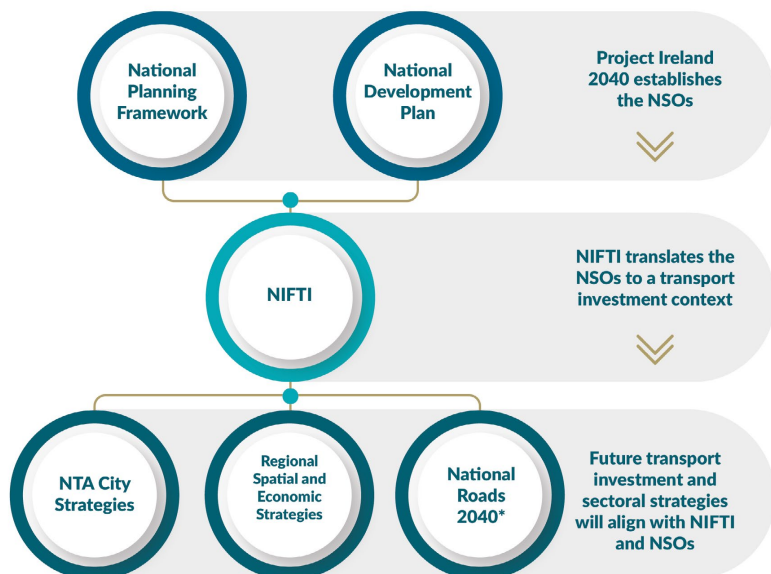 National
Planning
Framework
National
Development
Plan
Project Ireland
2040 establishes
the NSOs
NIFTI
NIFTI translates the
NSOs to a transport
investment context
NTA City
Strategies
Regional
Spatial and
Economic
Strategies
National
Roads
2040*
Future transport
investment and
sectoral strategies
will align with NIFTI
and NSOs